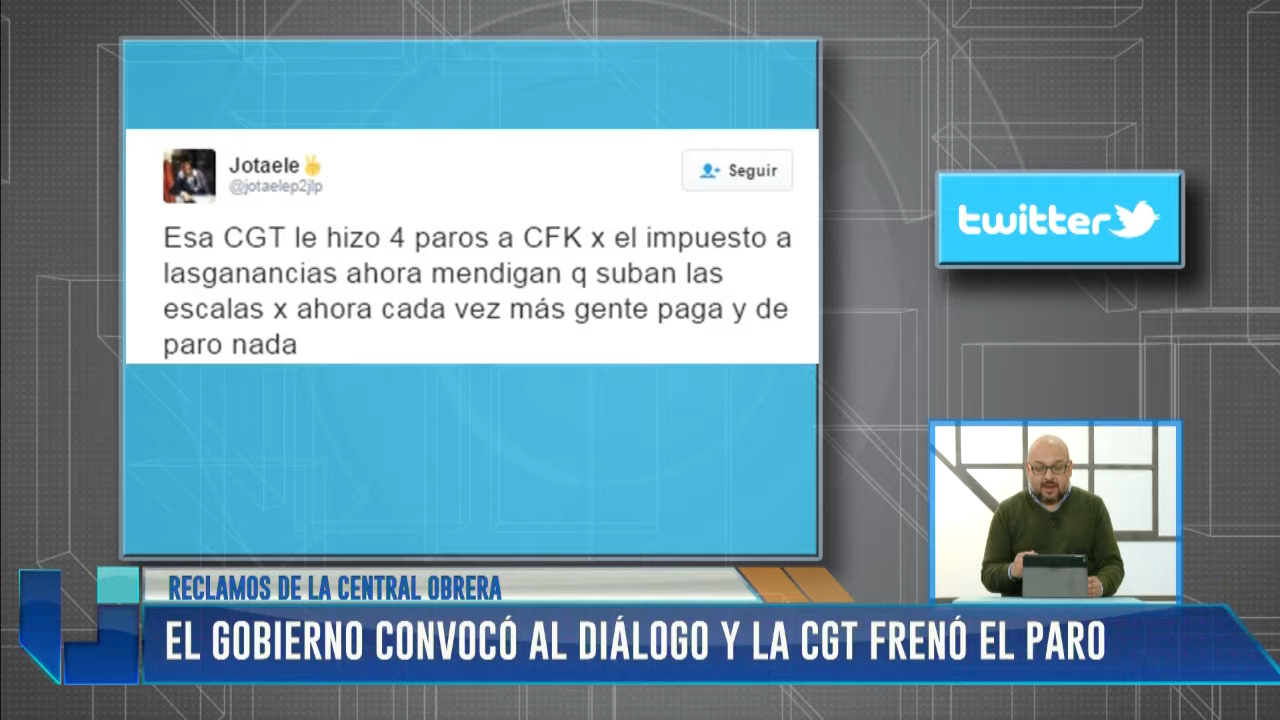 Jotaele
@jotaelep2jlp
Seguir
Esa CGT le hizo 4 paros a CFK x el impuesto a
lasganancias ahora mendigan q suban las
escalas x ahora cada vez más gente paga y de
paro nada
twitter
RECLAMOS DE LA CENTRAL OBRERA
EL GOBIERNO CONVOCÓ AL DIÁLOGO Y LA CGT FRENÓ EL PARO